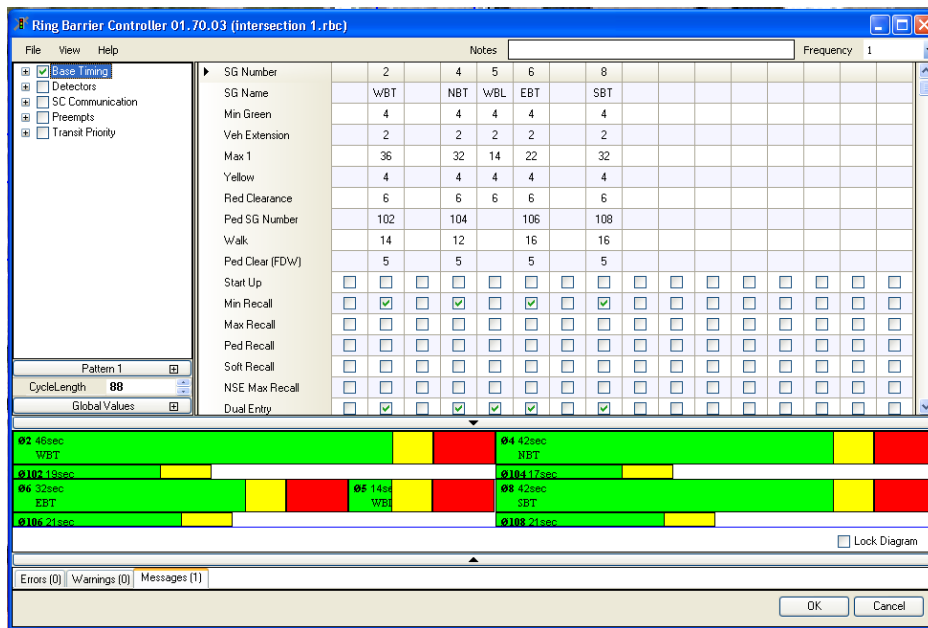 Ring Barrier Controller 01.70.03 (intersection 1.rbc)
File View Help Notes Frequency 1
Base Timing
Detectors
SC Communication
Preempts
Transit Priority
SG Number 2 4 5 6 8
SG Name WBT NBT WBL EBT SBT
Min Green 4 4 4 4 4
Veh Extension 2 2 2 2 2
Max 1 36 32 14 22 32
Yellow 4 4 4 4 4
Red Clearance 6 6 6 6 6
Ped SG Number 102 104 106 108
Walk 14 12 16 16
Ped Clear (FDW) 5 5 5 5
Start Up
Min Recall
Max Recall
Ped Recall
Soft Recall
NSE Max Recall
Dual Entry
Pattern 1
CycleLength 88
Global Values
Ø2 46sec Ø4 42sec
WBT NBT
Ø102 19sec Ø104 17sec
Ø6 32sec Ø5 14se Ø8 42sec
EBT WBI SBT
Ø106 21sec Ø108 21sec
Lock Diagram
Errors (0) Warnings (0) Messages (1)
OK Cancel